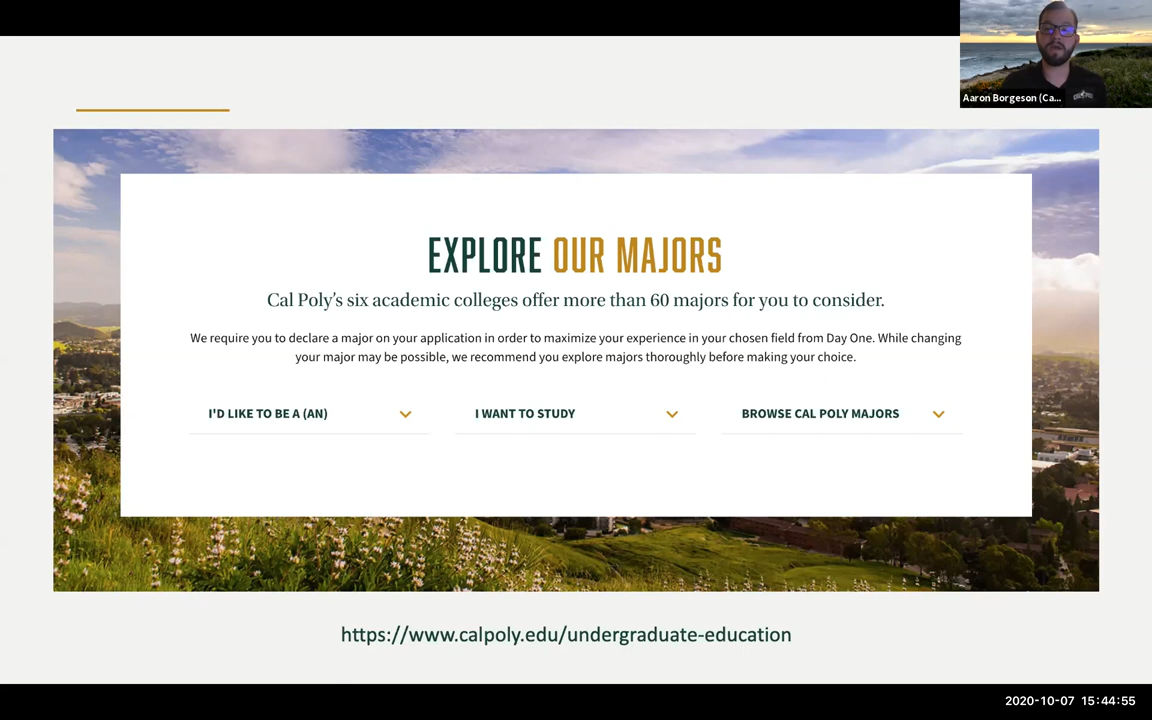 Aaron Borgeson (Ca...
EXPLORE OUR MAJORS
Cal Poly's six academic colleges offer more than 60 majors for you to consider.
We require you to declare a major on your application in order to maximize your experience in your chosen field from Day One. While changing
your major may be possible, we recommend you explore majors thoroughly before making your choice.
I'D LIKE TO BE A (AN)
I WANT TO STUDY
BROWSE CAL POLY MAJORS
https://www.calpoly.edu/undergraduate-education
2020-10-07 15:44:55